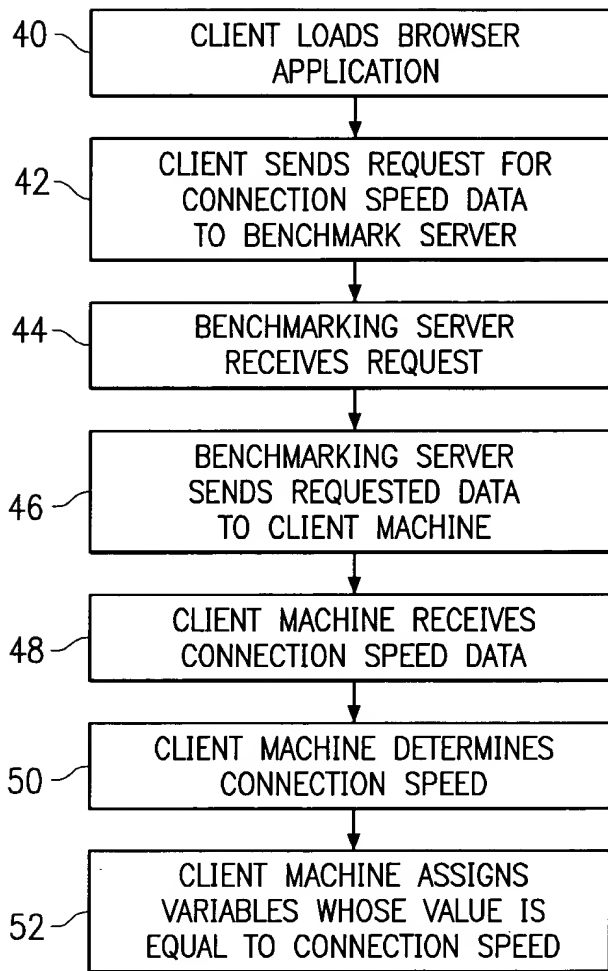 40
CLIENT LOADS BROWSER
APPLICATION
42
CLIENT SENDS REQUEST FOR
CONNECTION SPEED DATA
TO BENCHMARK SERVER
44
BENCHMARKING SERVER
RECEIVES REQUEST
46
BENCHMARKING SERVER
SENDS REQUESTED DATA
TO CLIENT MACHINE
48
CLIENT MACHINE RECEIVES
CONNECTION SPEED DATA
50
CLIENT MACHINE DETERMINES
CONNECTION SPEED
52
CLIENT MACHINE ASSIGNS
VARIABLES WHOSE VALUE IS
EQUAL TO CONNECTION SPEED